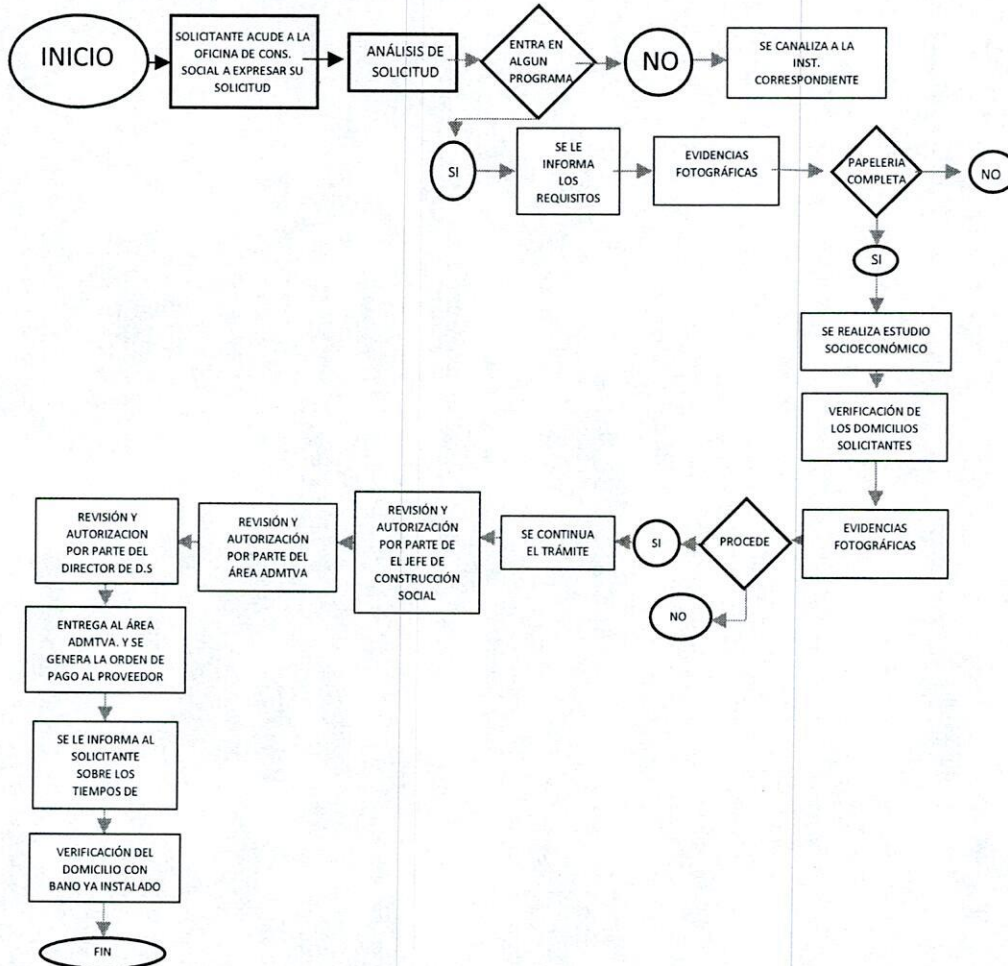 INICIO
SOLICITANTE ACUDE A LA
OFICINA DE CONS.
SOCIAL A EXPRESAR SU
SOLICITUD
ANÁLISIS DE
SOLICITUD
ENTRA EN
ALGUN
PROGRAMA
NO
SE CANALIZA A LA
INST.
CORRESPONDIENTE
SI
SE LE
INFORMA
LOS
REQUISITOS
EVIDENCIAS
FOTOGRÁFICAS
PAPELERIA
COMPLETA
NO
SI
SE REALIZA ESTUDIO
SOCIOECONÓMICO
VERIFICACIÓN DE
LOS DOMICILIOS
SOLICITANTES
EVIDENCIAS
FOTOGRÁFICAS
PROCEDE
SI
NO
SE CONTINUA
EL TRÁMITE
REVISIÓN Y
AUTORIZACIÓN
POR PARTE DE
EL JEFE DE
CONSTRUCCIÓN
SOCIAL
REVISIÓN Y
AUTORIZACIÓN
POR PARTE DEL
ÁREA ADMTVA
REVISIÓN Y
AUTORIZACION
POR PARTE DEL
DIRECTOR DE D.S
ENTREGA AL ÁREA
ADMTVA. Y SE
GENERA LA ORDEN DE
PAGO AL PROVEEDOR
SE LE INFORMA AL
SOLICITANTE
SOBRE LOS
TIEMPOS DE
VERIFICACIÓN DEL
DOMICILIO CON
BANO YA INSTALADO
FIN